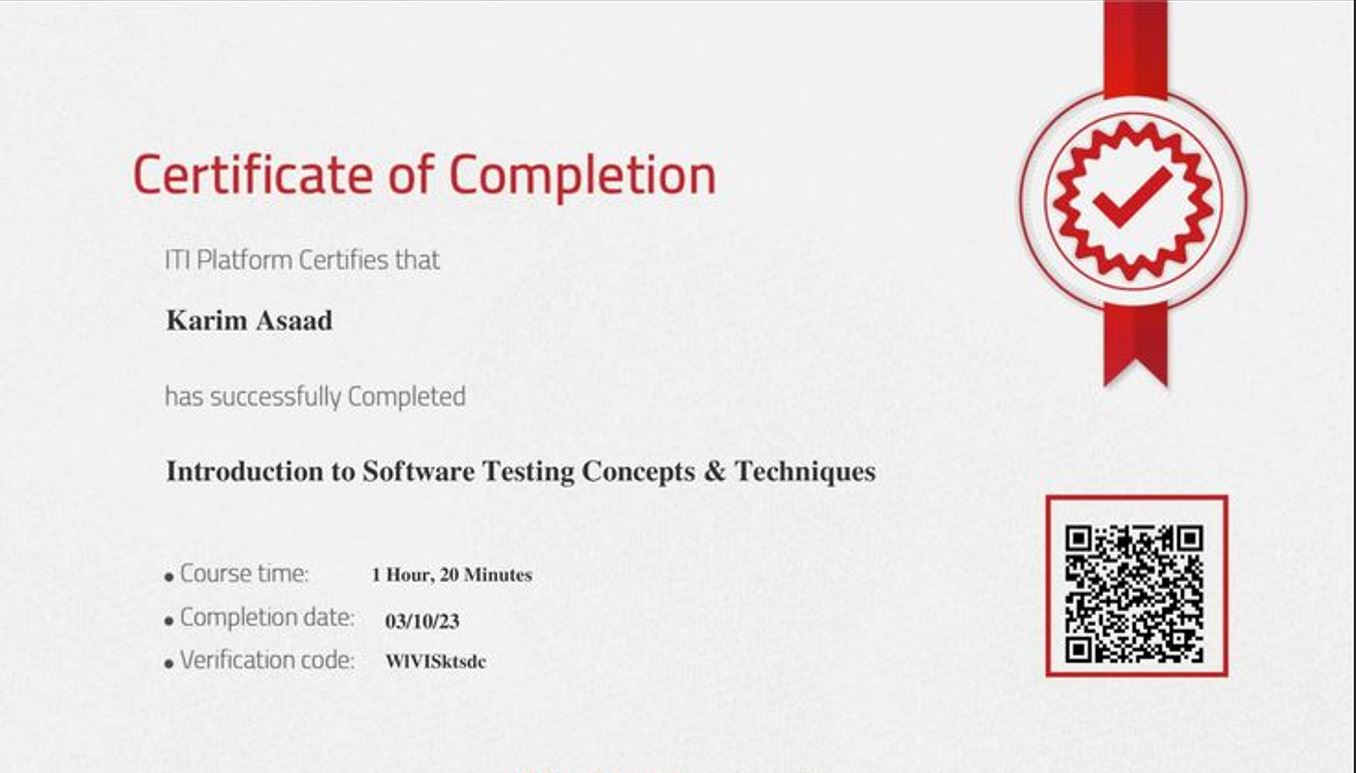 Certificate of Completion
ITI Platform Certifies that
Karim Asaad
has successfully Completed
Introduction to Software Testing Concepts & Techniques
• Course time: 1 Hour, 20 Minutes
• Completion date: 03/10/23
• Verification code: WlVISktsdc